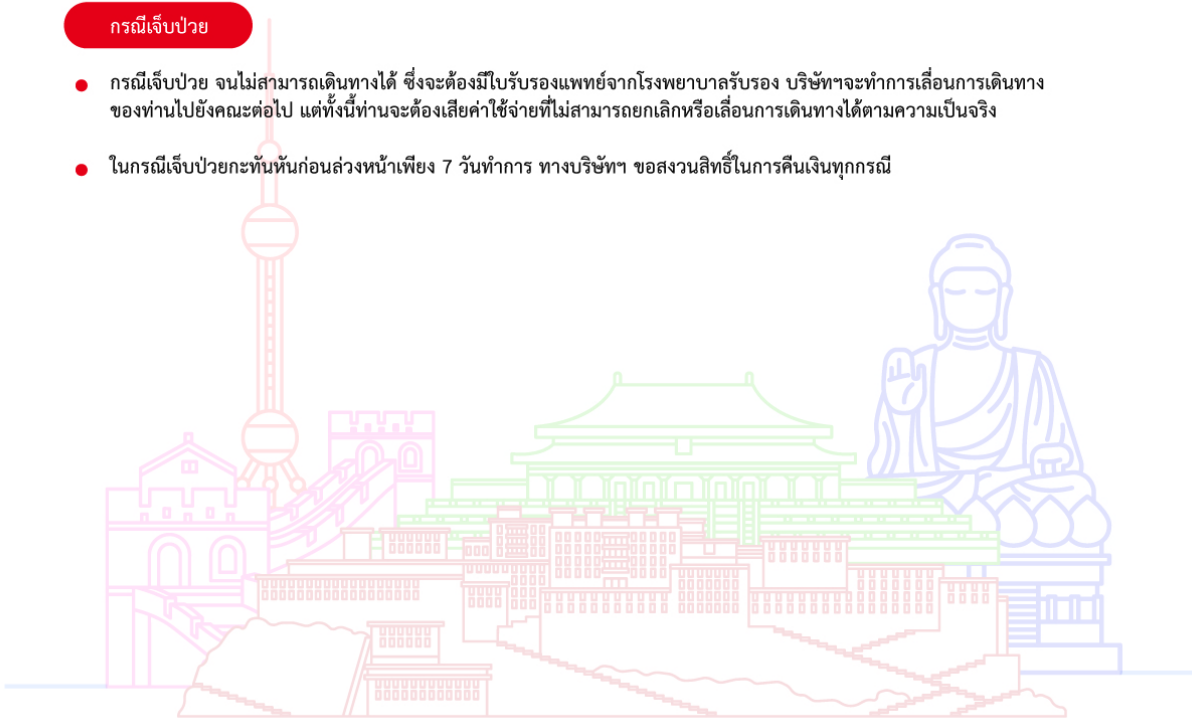 กรณีเจ็บป่วย
กรณีเจ็บป่วย จนไม่สามารถเดินทางได้ ซึ่งจะต้องมีใบรับรองแพทย์จากโรงพยาบาลรับรอง บริษัทฯจะทำการเลื่อนการเดินทาง
ของท่านไปยังคณะต่อไป แต่ทั้งนี้ท่านจะต้องเสียค่าใช้จ่ายที่ไม่สามารถยกเลิกหรือเลื่อนการเดินทางได้ตามความเป็นจริง
ในกรณีเจ็บป่วยกะทันหันก่อนล่วงหน้าเพียง 7 วันทำการ ทางบริษัทฯ ขอสงวนสิทธิ์ในการคืนเงินทุกกรณี